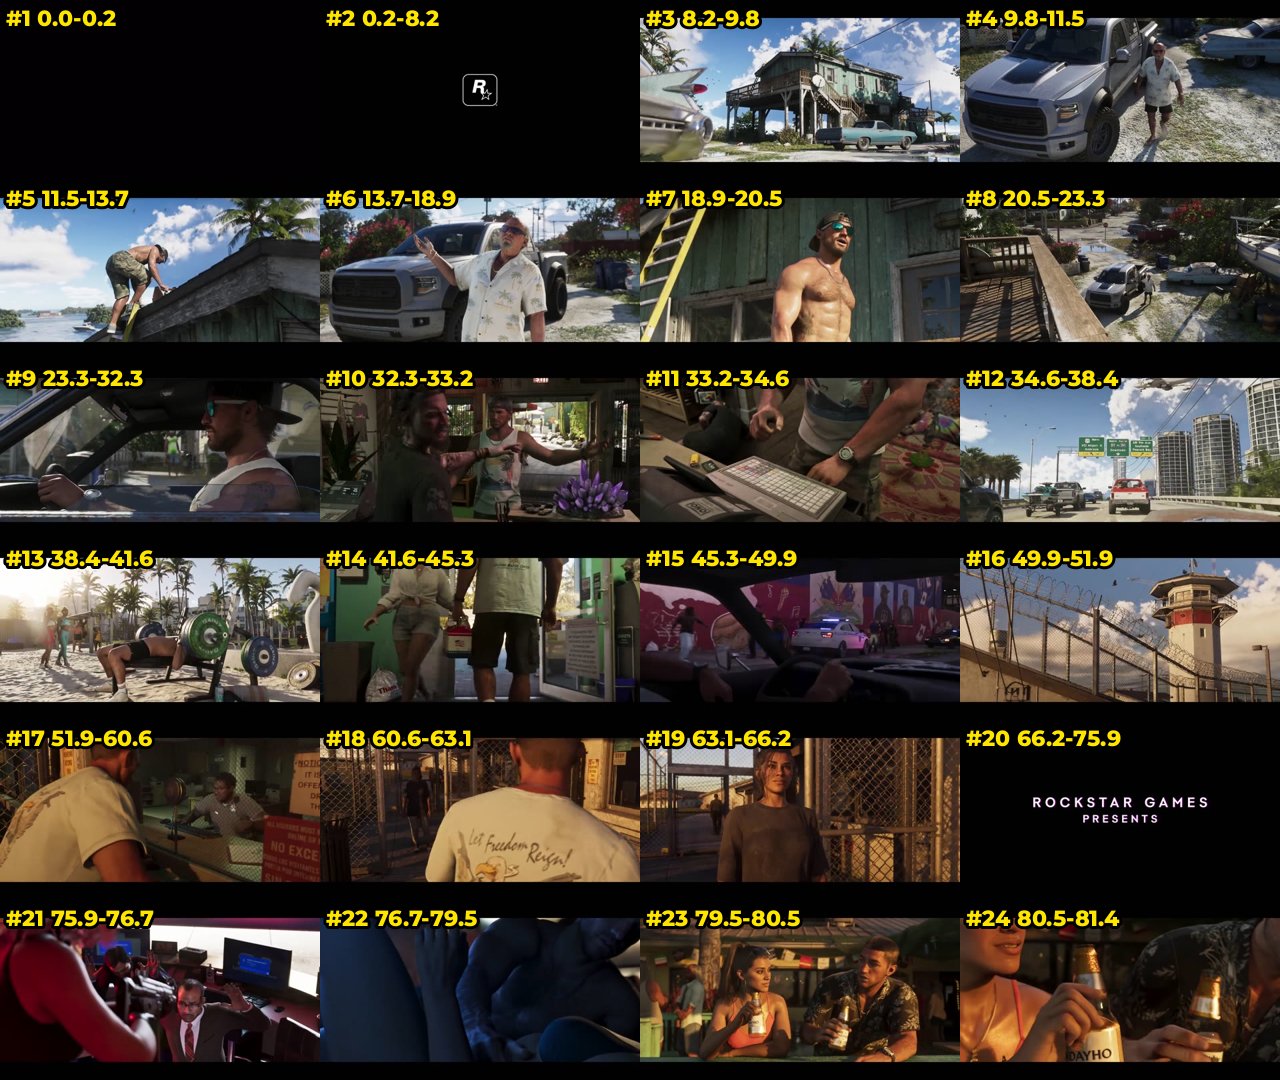 #1 0.0-0.2
#2 0.2-8.2
#3 8.2-9.8
#4 9.8-11.5
R
#5 11.5-13.7
#6 13.7-18.9
#7 18.9-20.5
#8 20.5-23.3
#9 23.3-32.3
#10 32.3-33.2
#11 33.2-34.6
#12 34.6-38.4
EXIT
#13 38.4-41.6
#14 41.6-45.3
#15 45.3-49.9
#16 49.9-51.9
Thank
#17 51.9-60.6
#18 60.6-63.1
#19 63.1-66.2
#20 66.2-75.9
NOTIC
IT IS
OFFEN
NO EXCE
Let Freedom
Reign!
ROCKSTAR GAMES
PRESENTS
#21 75.9-76.7
#22 76.7-79.5
#23 79.5-80.5
#24 80.5-81.4